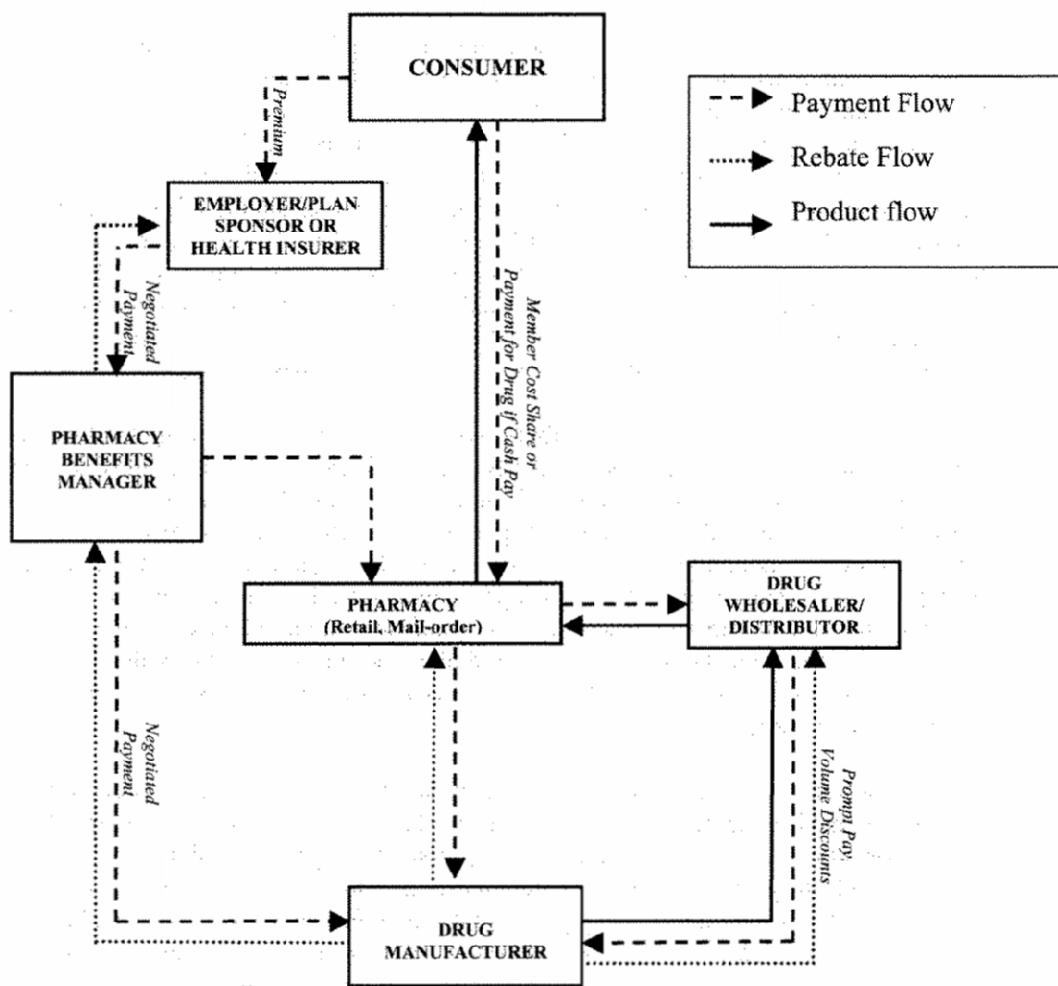 CONSUMER
Payment Flow
Rebate Flow
Product flow
Premium
EMPLOYER/PLAN
SPONSOR OR
HEALTH INSURER
Negotiated
Payment
Member Cost Share or
Payment for Drug if Cash Pay
PHARMACY
BENEFITS
MANAGER
PHARMACY
(Retail, Mail-order)
DRUG
WHOLESALER/
DISTRIBUTOR
Negotiated
Payment
Prompt Pay,
Volume Discounts
DRUG
MANUFACTURER